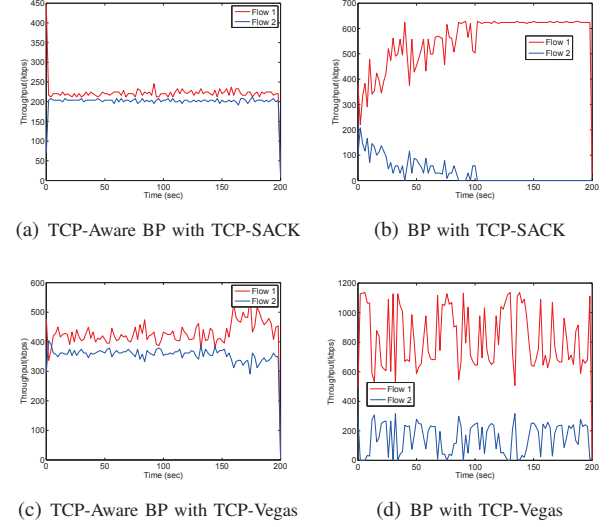 450
400
350
300
250
200
150
100
50
0
Throughput(kbps)
0 50 100 150 200
Time (sec)
Flow 1
Flow 2
(a) TCP-Aware BP with TCP-SACK
700
600
500
400
300
200
100
0
Throughput(kbps)
0 50 100 150 200
Time (sec)
Flow 1
Flow 2
(b) BP with TCP-SACK
600
500
400
300
200
100
0
Throughput(kbps)
0 50 100 150 200
Time (sec)
Flow 1
Flow 2
(c) TCP-Aware BP with TCP-Vegas
1200
1000
800
600
400
200
0
Throughput(kbps)
0 50 100 150 200
Time (sec)
Flow 1
Flow 2
(d) BP with TCP-Vegas